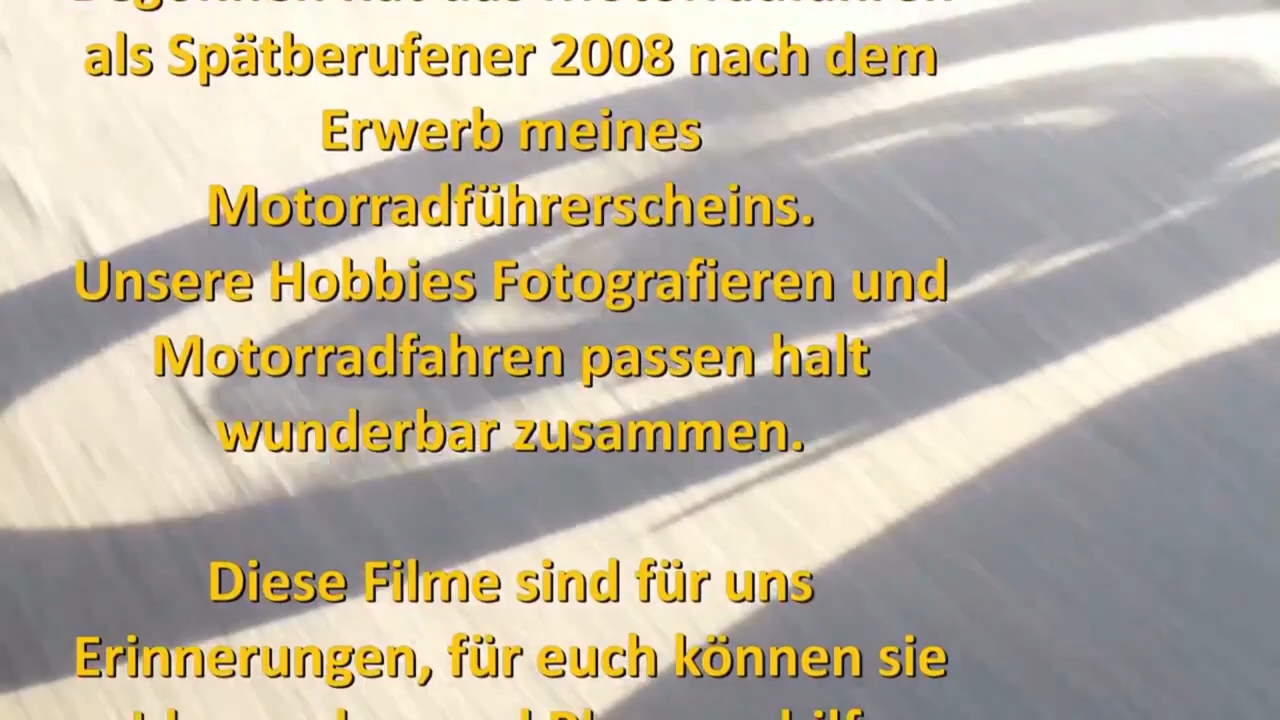 als Spätberufener 2008 nach dem
Erwerb meines
Motorradführerscheins.
Unsere Hobbies Fotografieren und
Motorradfahren passen halt
wunderbar zusammen.
Diese Filme sind für uns
Erinnerungen, für euch können sie